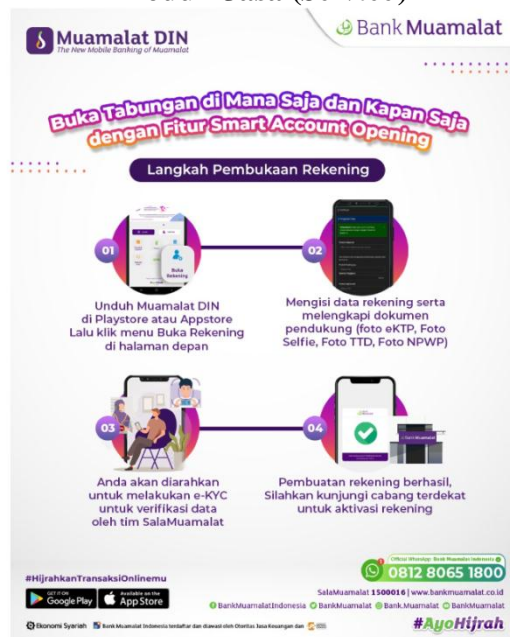 Muamalat DIN
The New Mobile Banking of Muamalat
Bank Muamalat
Buka Tabungan di Mana Saja dan Kapan Saja
dengan Fitur Smart Account Opening
Langkah Pembukaan Rekening
01
Buka
Rekening
Unduh Muamalat DIN
di Playstore atau Appstore
Lalu klik menu Buka Rekening
di halaman depan
02
Mengisi data rekening serta
melengkapi dokumen
pendukung (foto eKTP, Foto
Selfie, Foto TTD, Foto NPWP)
03
Anda akan diarahkan
untuk melakukan e-KYC
untuk verifikasi data
oleh tim SalaMuamalat
04
Bank Muamalat
Pembuatan rekening berhasil,
Silahkan kunjungi cabang terdekat
untuk aktivasi rekening
Official WhatsApp Bank Muamalat Indonesia
0812 8065 1800
#HijrahkanTransaksiOnlinemu
GET IT ON
Google Play
Available on the
App Store
SalaMuamalat 1500016 | www.bankmuamalat.co.id
BankMuamalatIndonesia BankMuamalat Bank.Muamalat BankMuamalat
Ekonomi Syariah Bank Muamalat Indonesia terdaftar dan diawasi oleh Otoritas Jasa Keuangan dan
#AyoHijrah